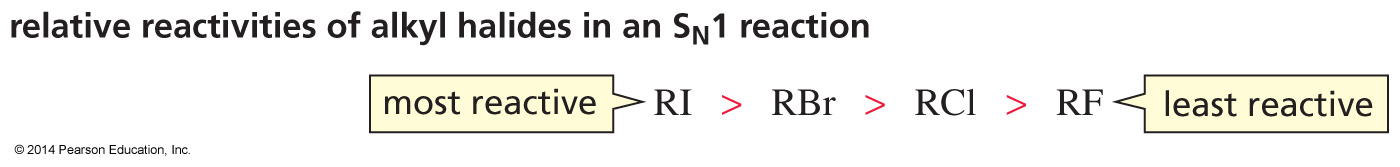 relative reactivities of alkyl halides in an SN1 reaction
most reactive RI > RBr > RCl > RF least reactive
© 2014 Pearson Education, Inc.